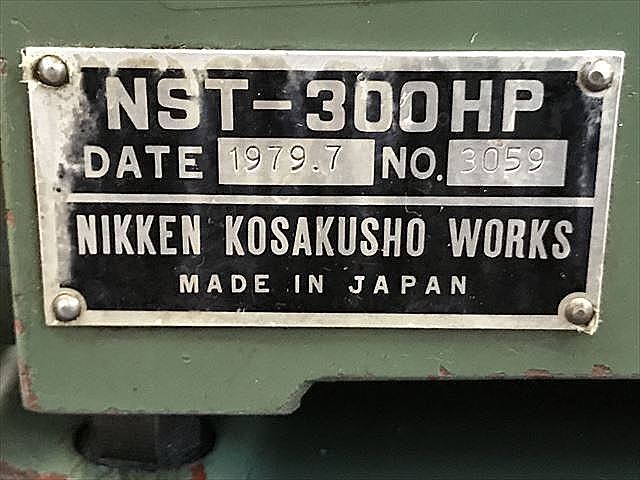 NST-300HP
DATE 1979.7 NO. 3059
NIKKEN KOSAKUSHO WORKS
MADE IN JAPAN